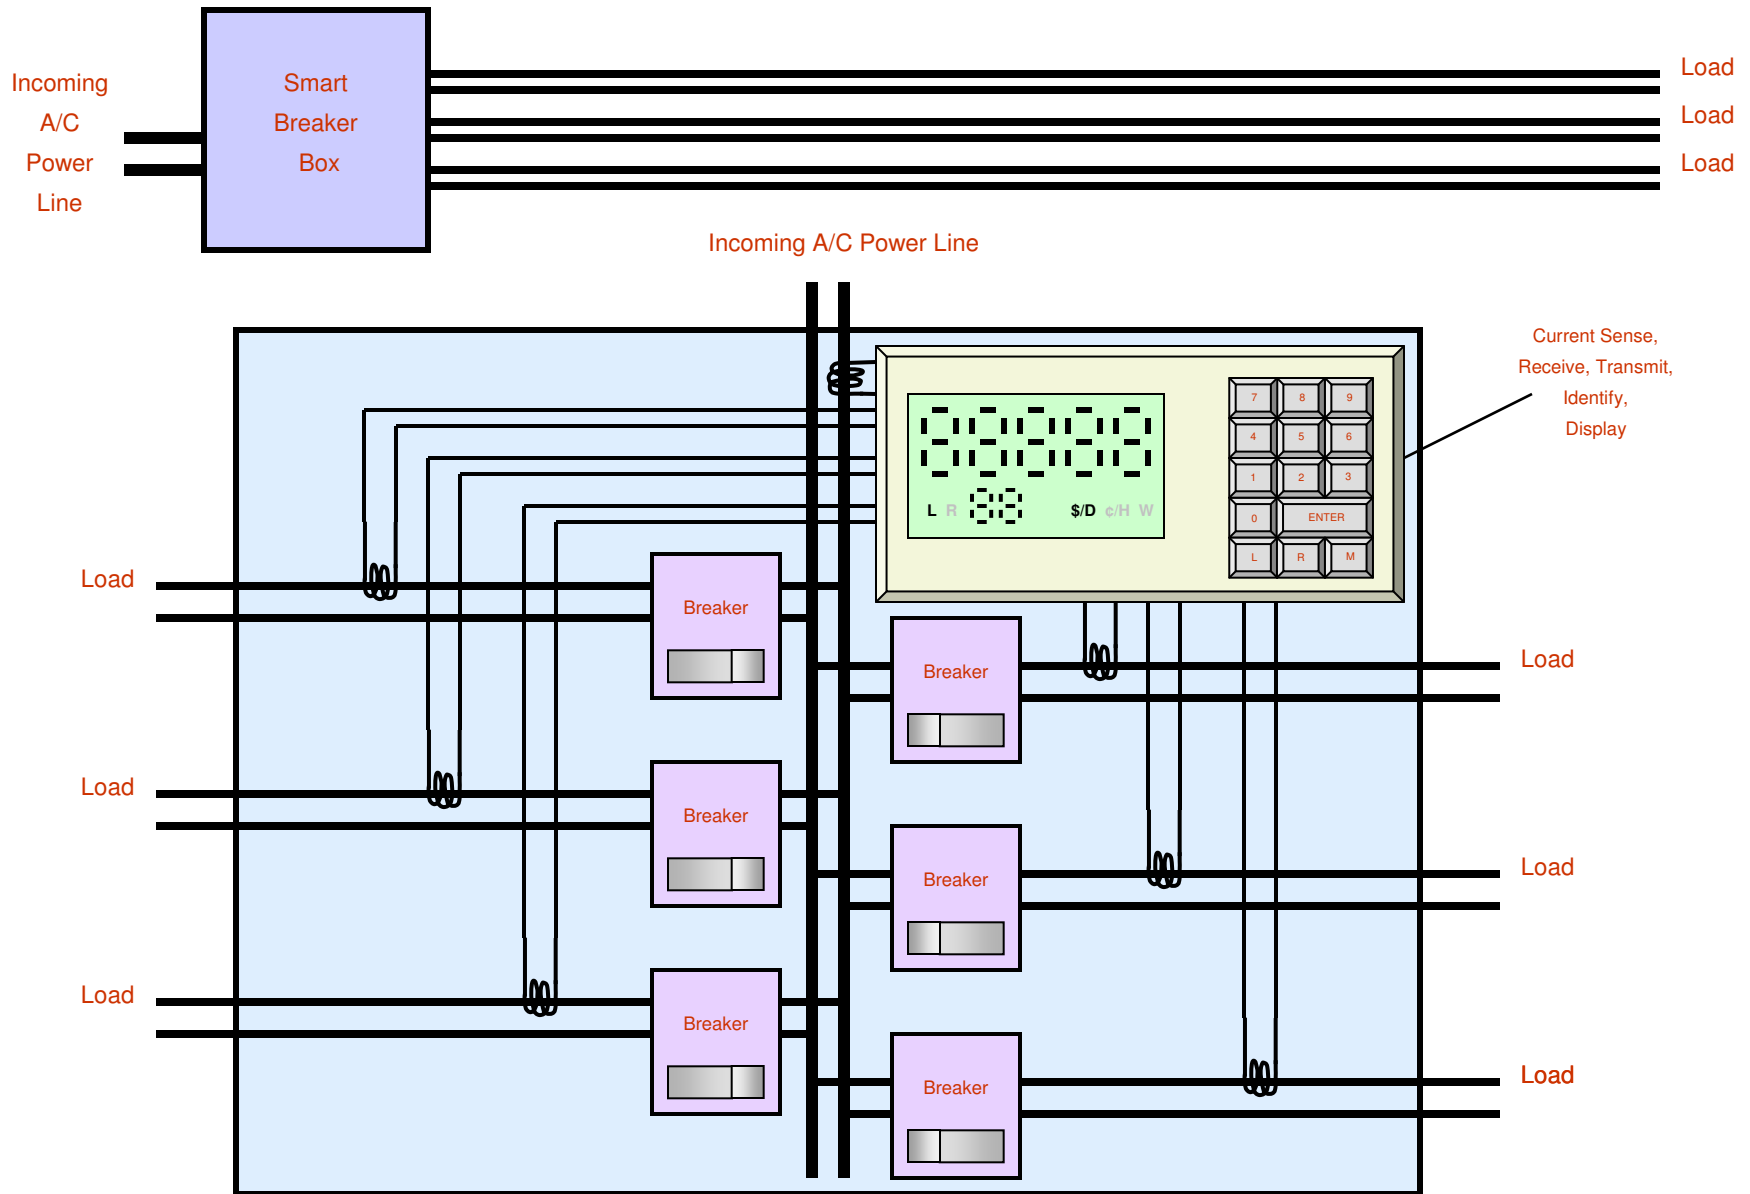 Incoming
A/C
Power
Line
Smart
Breaker
Box
Load
Load
Load
Incoming A/C Power Line
Current Sense,
Receive, Transmit,
Identify,
Display
7 8 9
4 5 6
1 2 3
0 ENTER
L R M
88888
L R 88 $/D ¢/H W
Load
Breaker
Breaker
Load
Load
Breaker
Breaker
Load
Load
Breaker
Breaker
Load